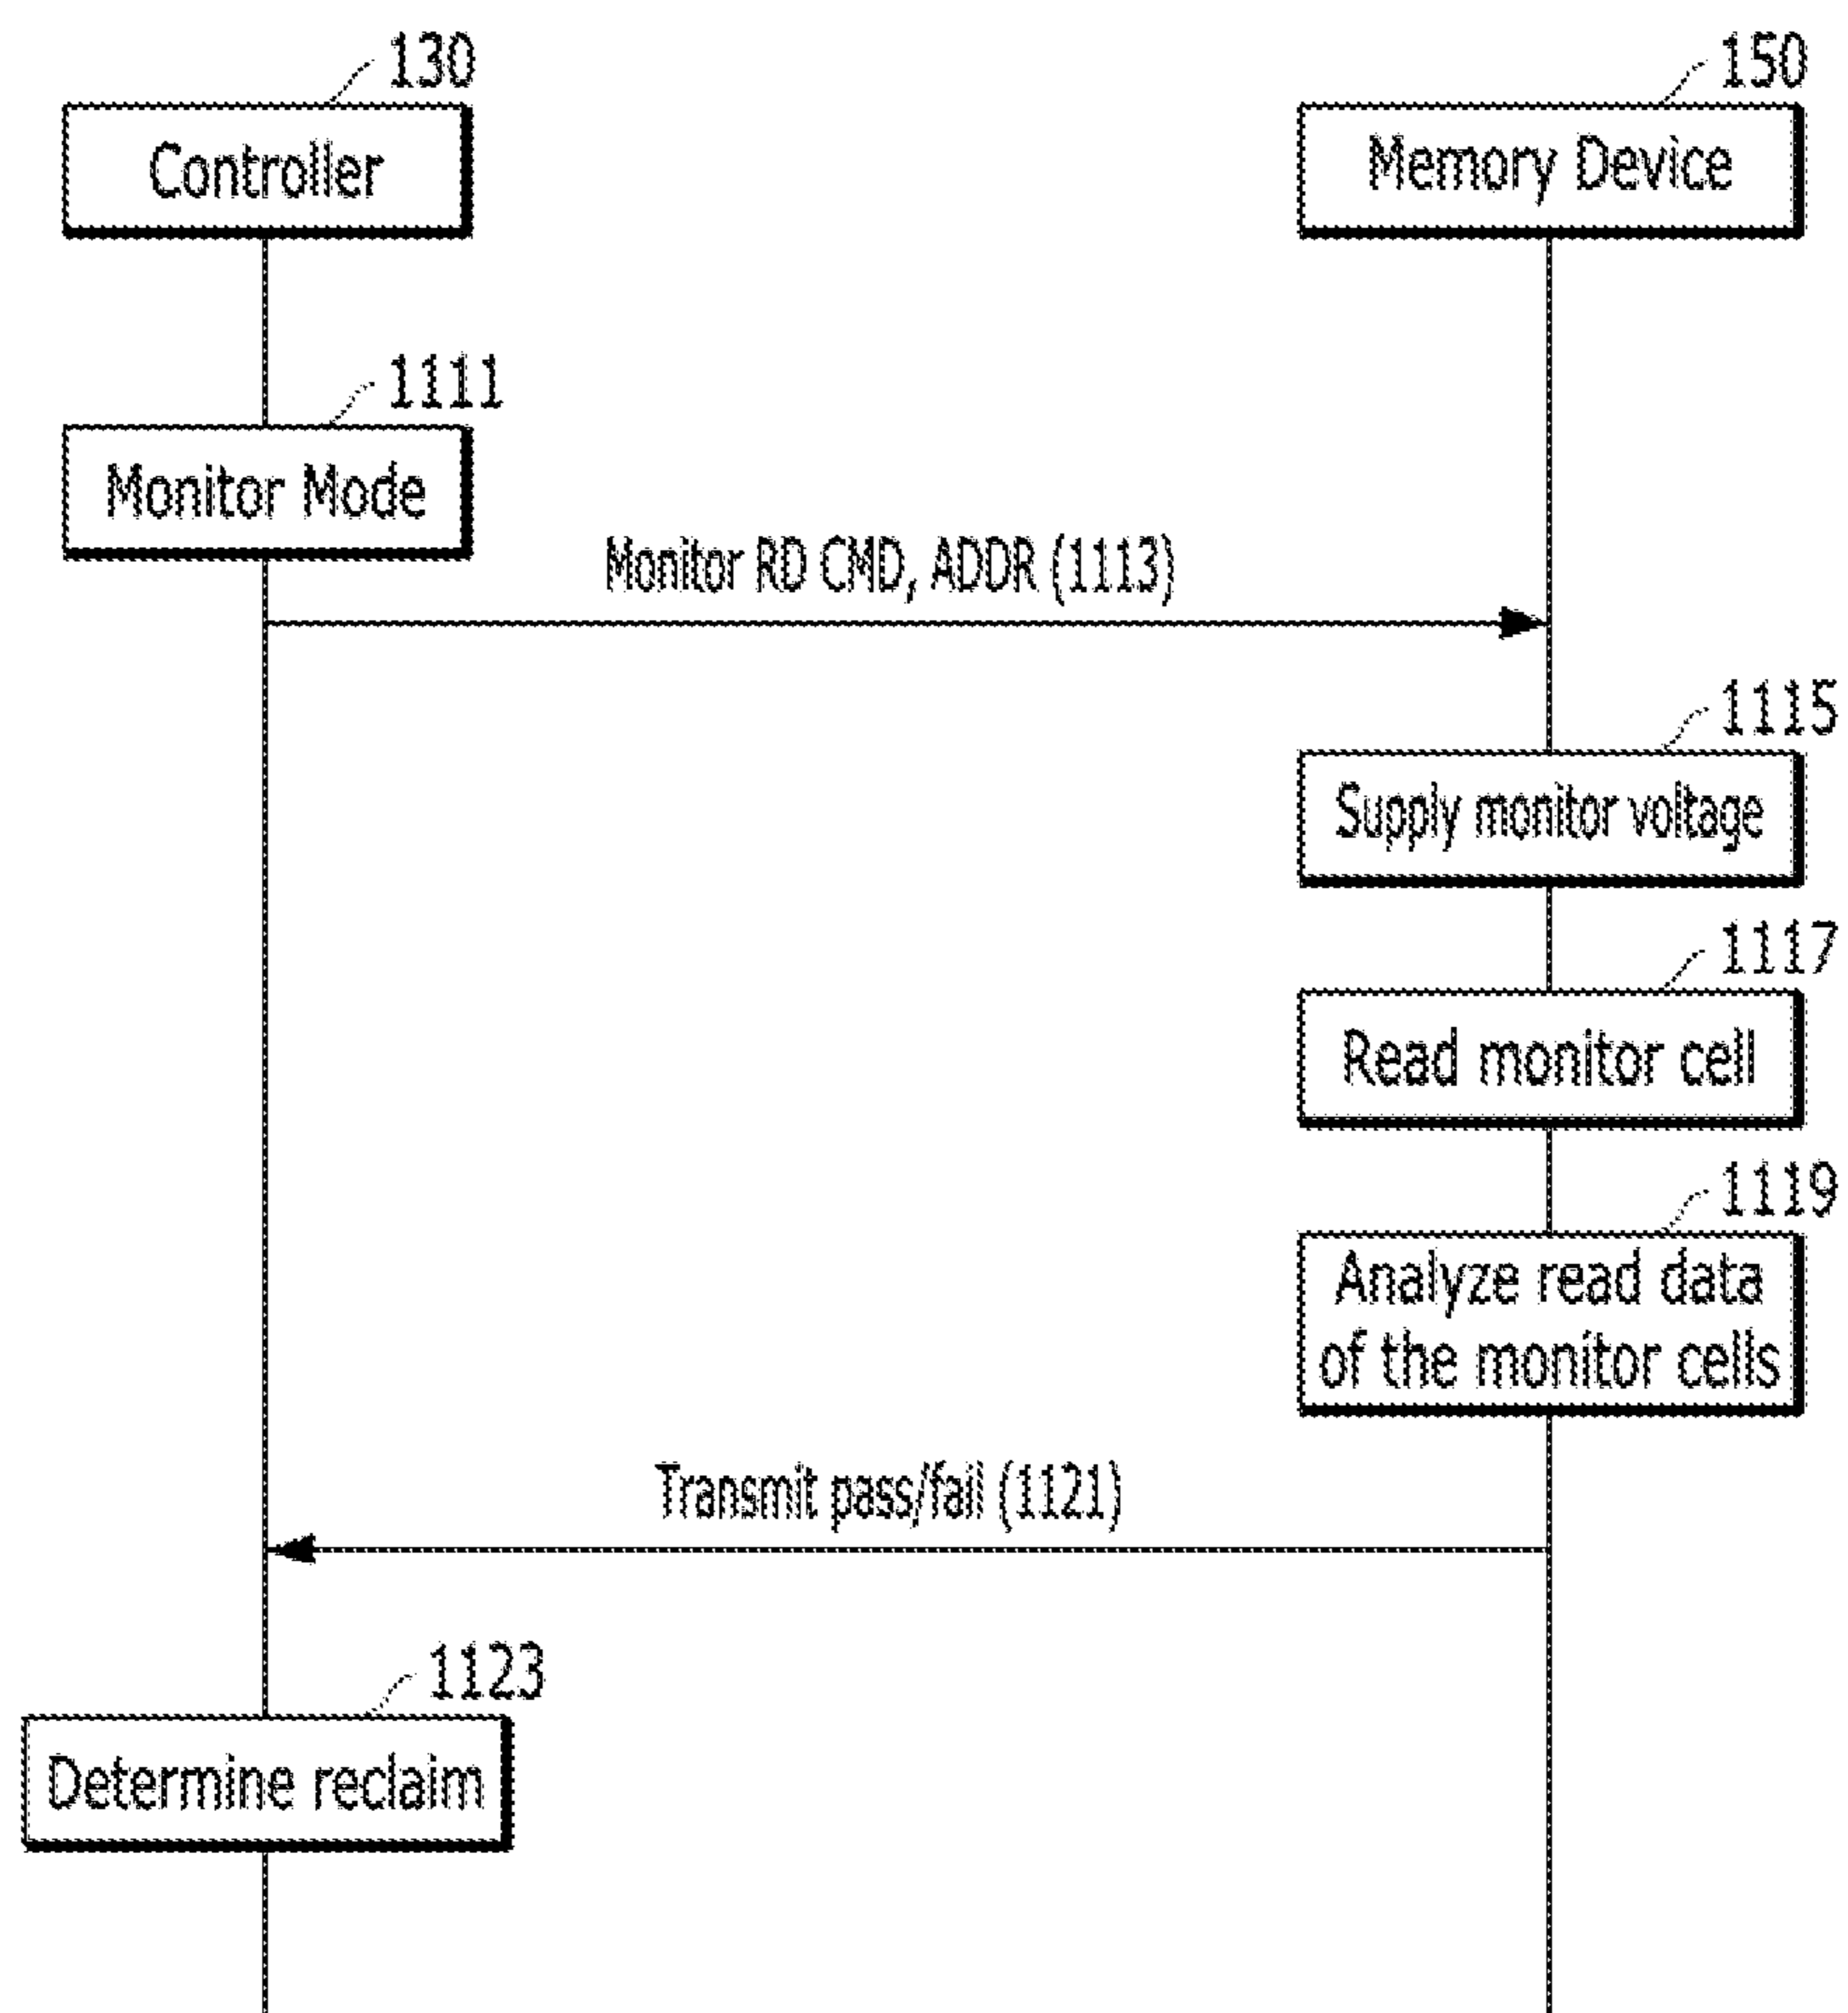 130
150
Controller
Memory Device
1111
Monitor Mode
Monitor RD CMD, ADDR (1113)
1115
Supply monitor voltage
1117
Read monitor cell
1119
Analyze read data
of the monitor cells
Transmit pass/fail (1121)
1123
Determine reclaim